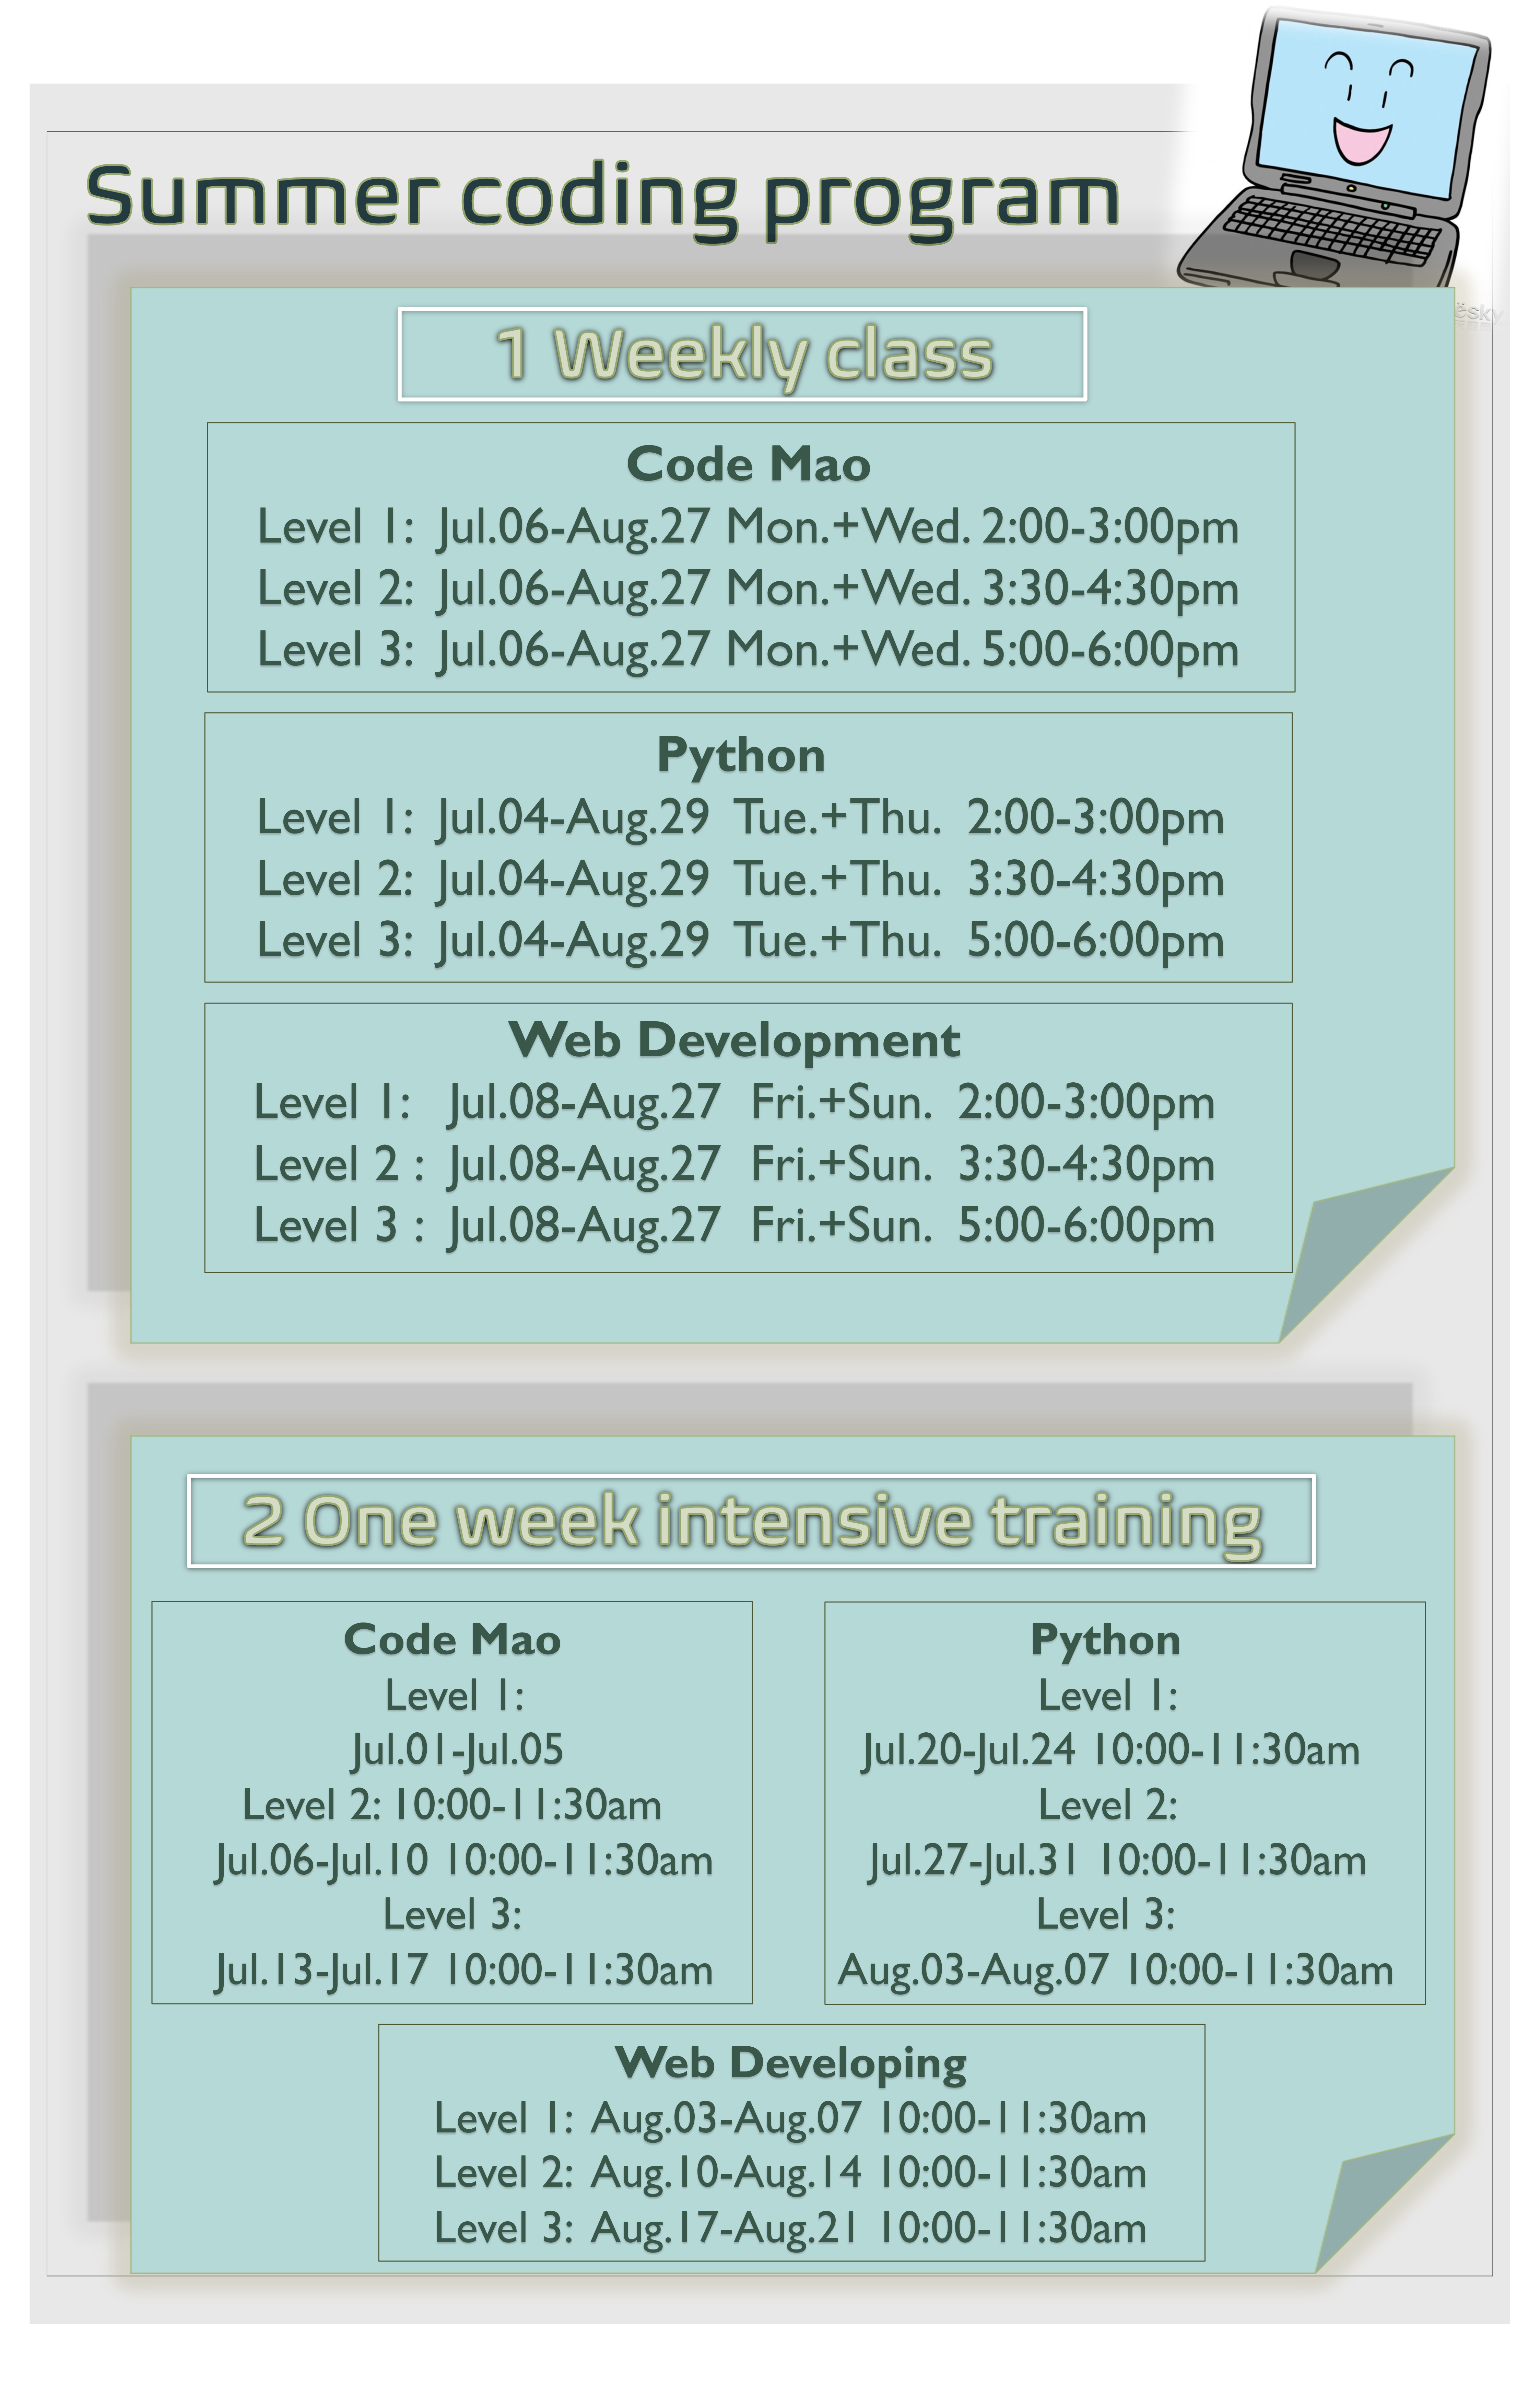 Summer coding program
1 Weekly class
Code Mao
Level 1: Jul.06-Aug.27 Mon.+Wed. 2:00-3:00pm
Level 2: Jul.06-Aug.27 Mon.+Wed. 3:30-4:30pm
Level 3: Jul.06-Aug.27 Mon.+Wed. 5:00-6:00pm
Python
Level 1: Jul.04-Aug.29 Tue.+Thu. 2:00-3:00pm
Level 2: Jul.04-Aug.29 Tue.+Thu. 3:30-4:30pm
Level 3: Jul.04-Aug.29 Tue.+Thu. 5:00-6:00pm
Web Development
Level 1: Jul.08-Aug.27 Fri.+Sun. 2:00-3:00pm
Level 2 : Jul.08-Aug.27 Fri.+Sun. 3:30-4:30pm
Level 3 : Jul.08-Aug.27 Fri.+Sun. 5:00-6:00pm
2 One week intensive training
Code Mao
Level 1:
Jul.01-Jul.05
Level 2: 10:00-11:30am
Jul.06-Jul.10 10:00-11:30am
Level 3:
Jul.13-Jul.17 10:00-11:30am
Python
Level 1:
Jul.20-Jul.24 10:00-11:30am
Level 2:
Jul.27-Jul.31 10:00-11:30am
Level 3:
Aug.03-Aug.07 10:00-11:30am
Web Developing
Level 1: Aug.03-Aug.07 10:00-11:30am
Level 2: Aug.10-Aug.14 10:00-11:30am
Level 3: Aug.17-Aug.21 10:00-11:30am